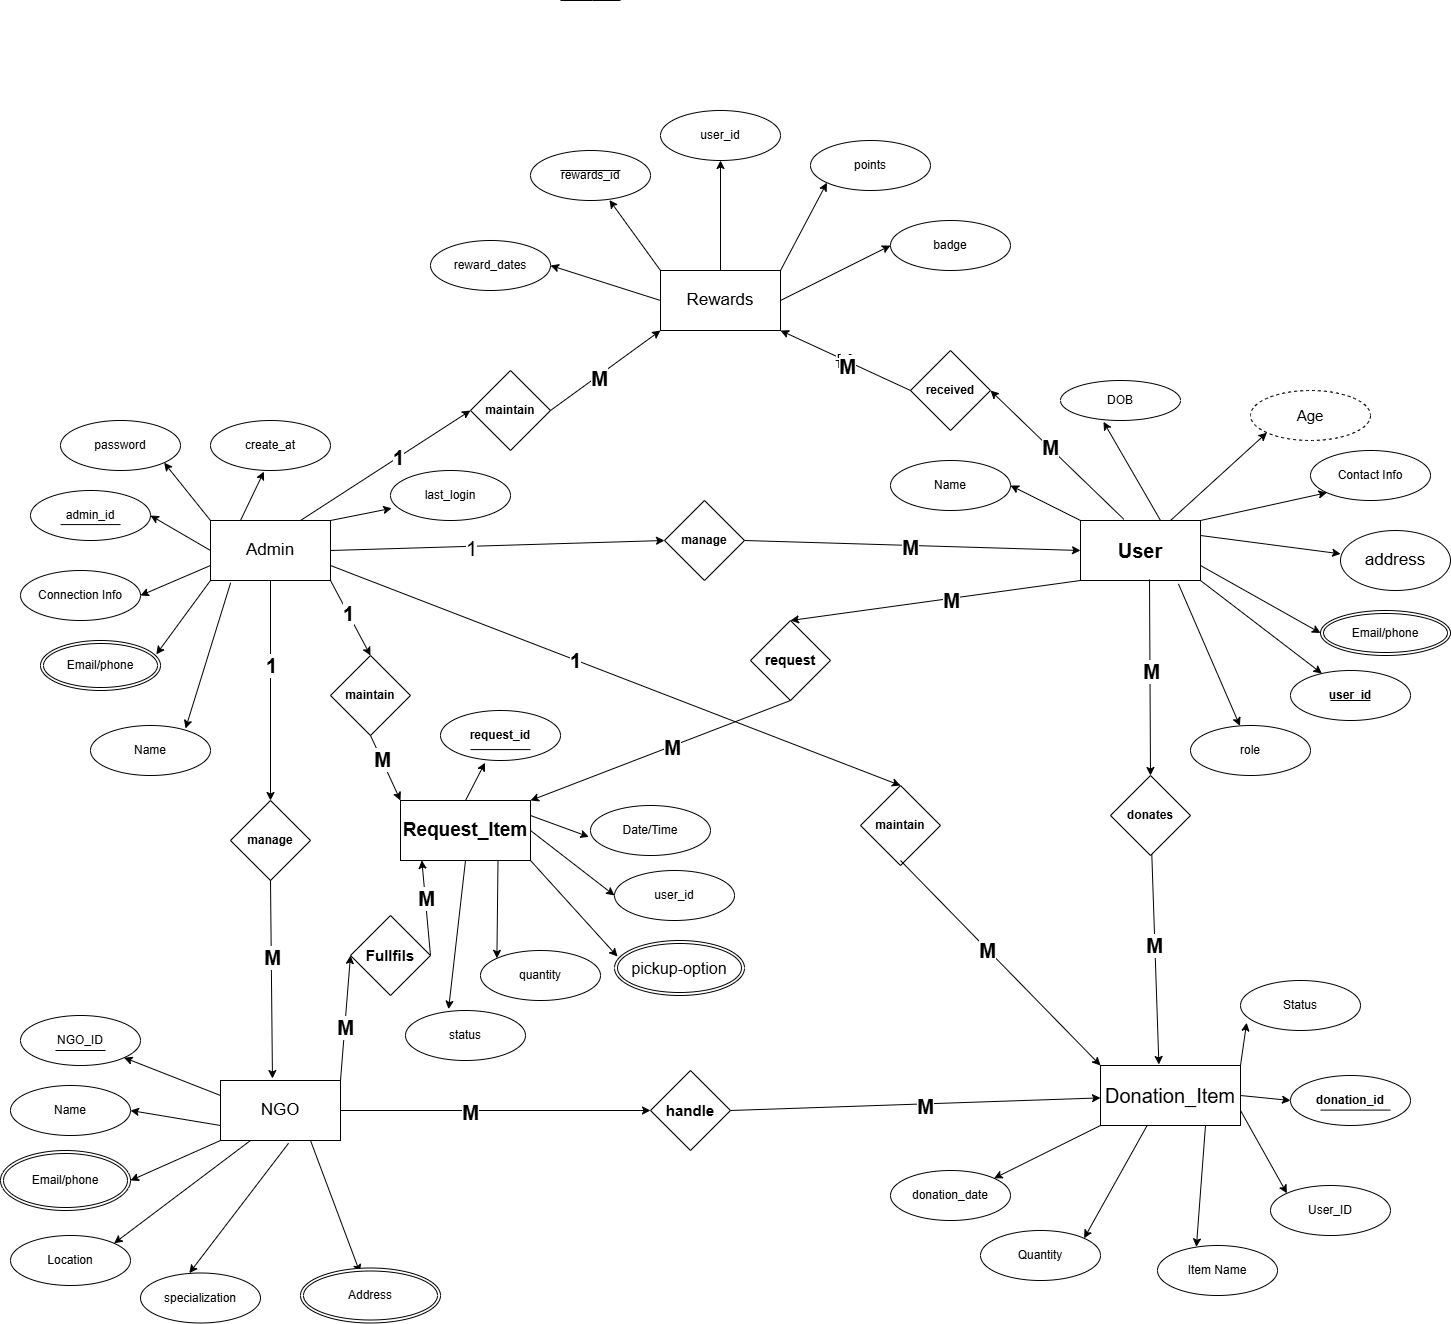 user_id
points
rewards_id
badge
reward_dates
Rewards
M
M
received
maintain
DOB
Age
password
create_at
1
M
Contact Info
Name
last_login
admin_id
Admin
1
manage
M
User
address
Connection Info
M
1
Email/phone
Email/phone
1
1
request
M
maintain
user_id
request_id
Name
role
M
M
Request_Item
Date/Time
maintain
donates
manage
user_id
M
M
M
M
Fullfils
pickup-option
quantity
Status
M
status
NGO_ID
Name
NGO
M
handle
M
Donation_Item
donation_id
Email/phone
donation_date
User_ID
Location
Quantity
Item Name
specialization
Address